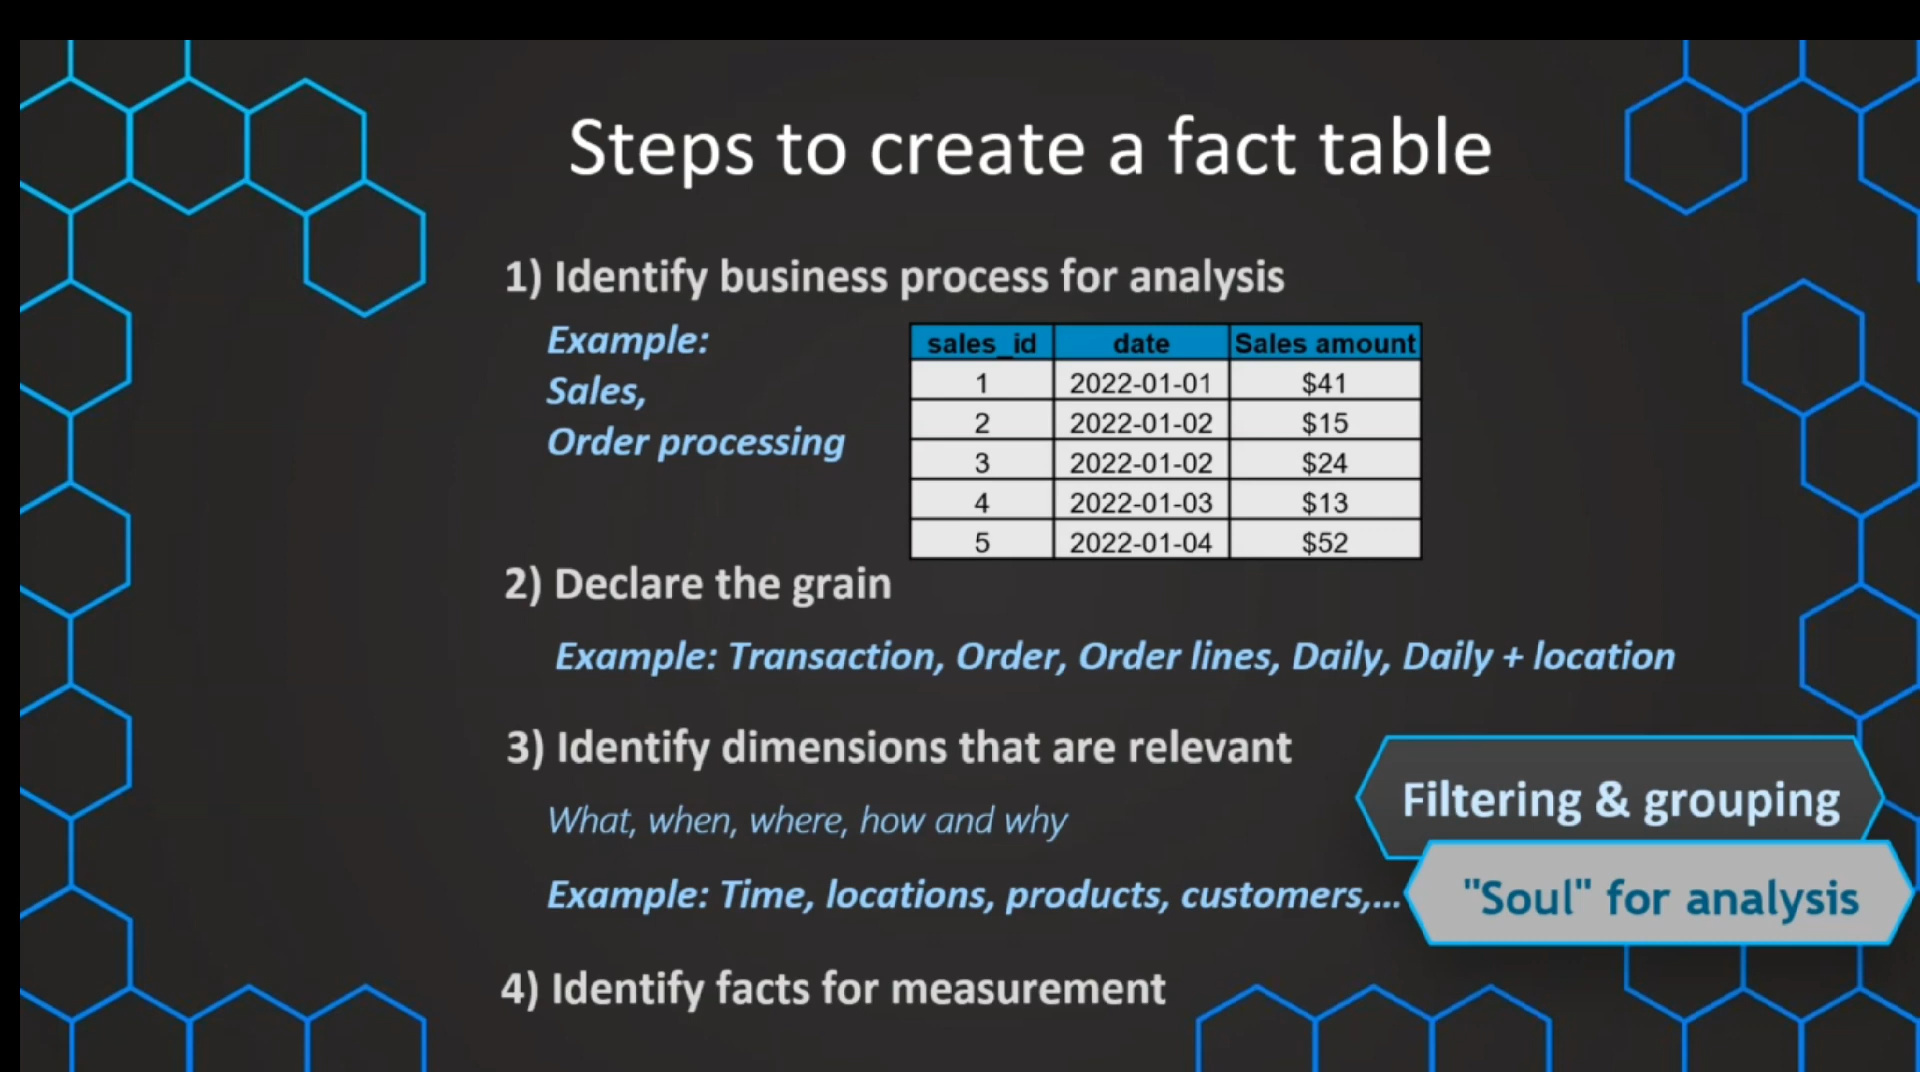 Steps to create a fact table
1) Identify business process for analysis
Example:
Sales,
Order processing
sales_id date Sales amount
1 2022-01-01 $41
2 2022-01-02 $15
3 2022-01-02 $24
4 2022-01-03 $13
5 2022-01-04 $52
2) Declare the grain
Example: Transaction, Order, Order lines, Daily, Daily + location
3) Identify dimensions that are relevant
What, when, where, how and why
Filtering & grouping
Example: Time, locations, products, customers,...
"Soul" for analysis
4) Identify facts for measurement